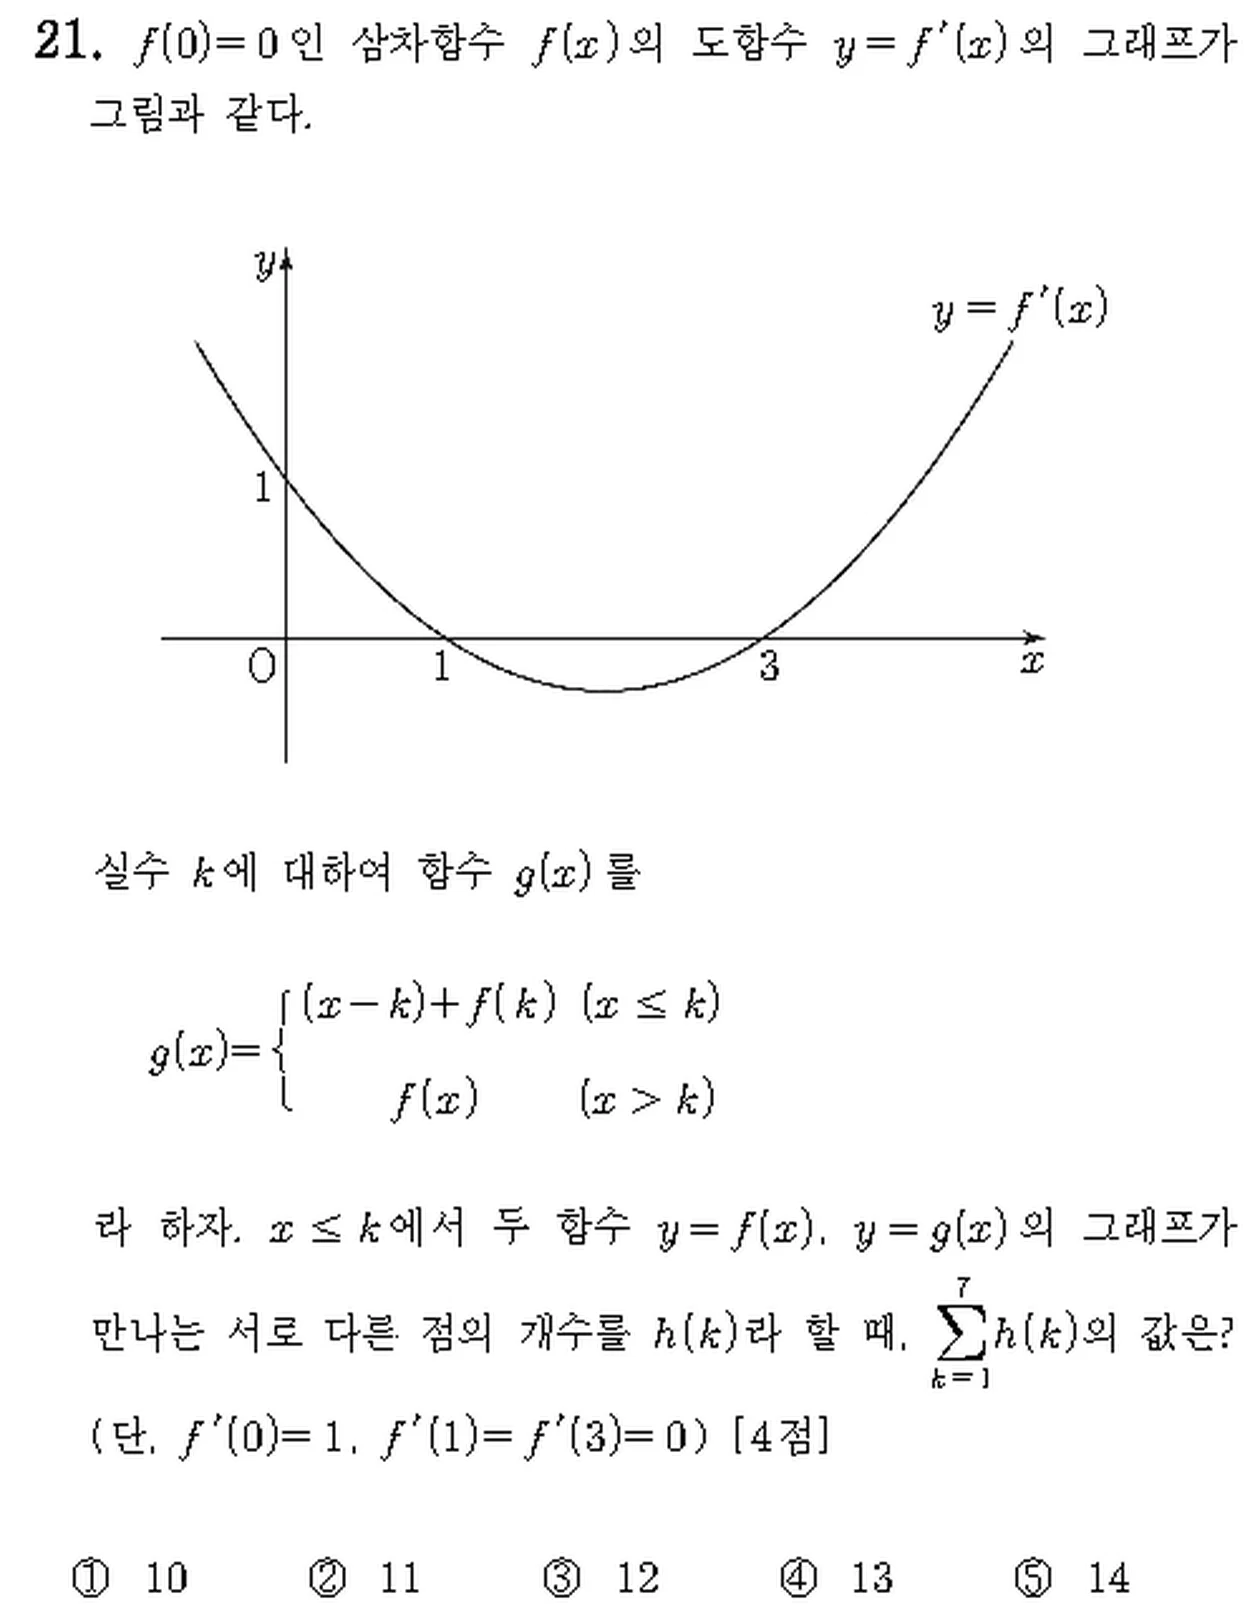 21. f(0)=0인 삼차함수 f(x)의 도함수 y=f′(x)의 그래프가
그림과 같다.
y
y=f′(x)
1
O 1 3 x
실수 k에 대하여 함수 g(x)를
g(x)={ (x-k)+f(k) (x ≤ k)
f(x) (x > k)
라 하자. x ≤ k에서 두 함수 y=f(x), y=g(x)의 그래프가
만나는 서로 다른 점의 개수를 h(k)라 할 때, ∑_{k=1}^{7} h(k)의 값은?
(단, f′(0)=1, f′(1)=f′(3)=0) [4점]
① 10 ② 11 ③ 12 ④ 13 ⑤ 14